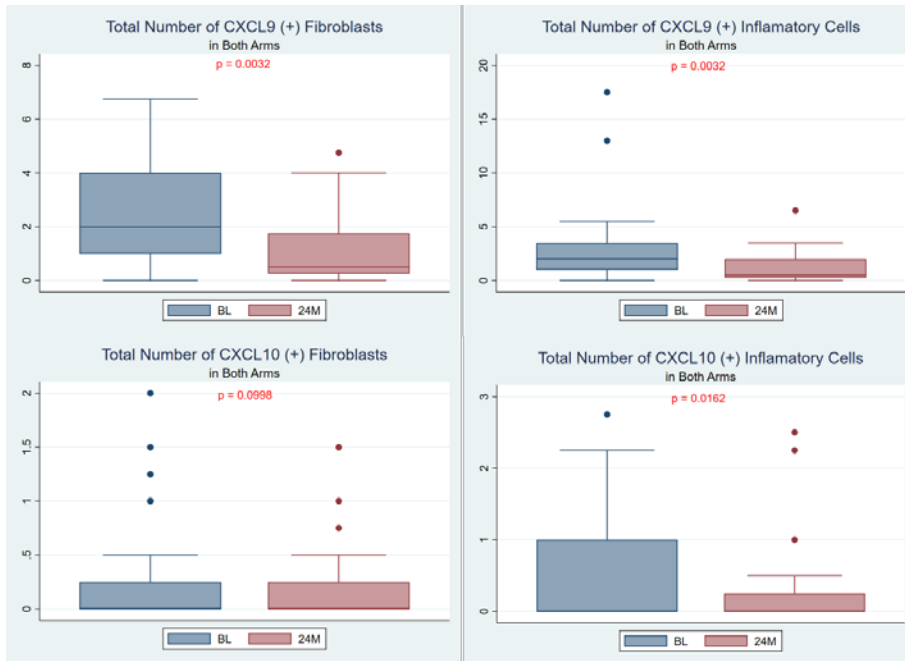 Total Number of CXCL9 (+) Fibroblasts
in Both Arms
p = 0.0032
8
6
4
2
0
BL 24M
Total Number of CXCL9 (+) Inflamatory Cells
in Both Arms
p = 0.0032
20
15
10
5
0
BL 24M
Total Number of CXCL10 (+) Fibroblasts
in Both Arms
p = 0.0998
2
1.5
1
.5
0
BL 24M
Total Number of CXCL10 (+) Inflamatory Cells
in Both Arms
p = 0.0162
3
2
1
0
BL 24M